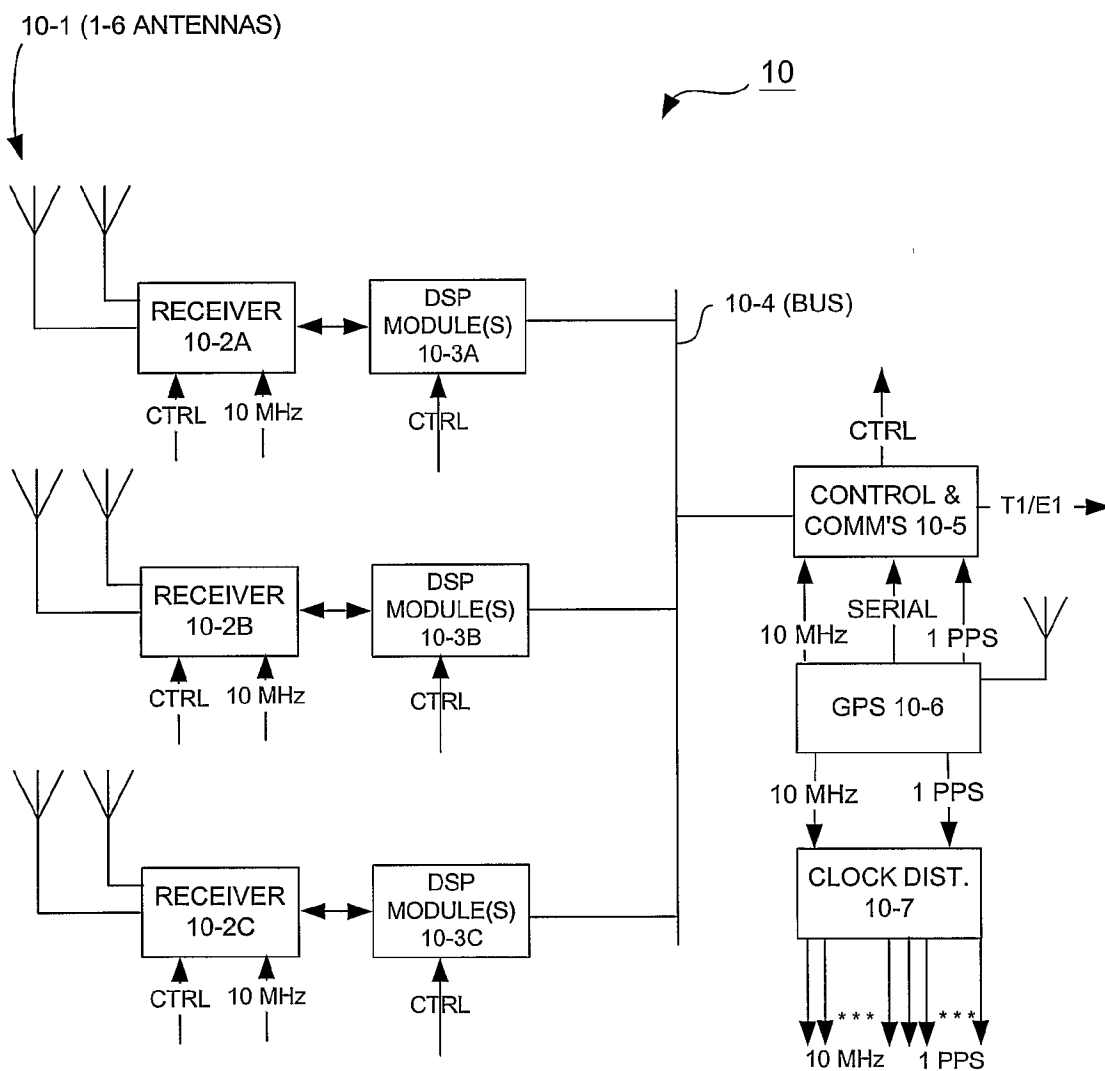 10-1 (1-6 ANTENNAS)
10
RECEIVER
10-2A
DSP
MODULE(S)
10-3A
10-4 (BUS)
CTRL
10 MHz
CTRL
CTRL
CONTROL &
COMM'S 10-5
T1/E1
RECEIVER
10-2B
DSP
MODULE(S)
10-3B
10 MHz
SERIAL
1 PPS
CTRL
10 MHz
CTRL
GPS 10-6
10 MHz
1 PPS
RECEIVER
10-2C
DSP
MODULE(S)
10-3C
CLOCK DIST.
10-7
CTRL
10 MHz
CTRL
* * *
* * *
10 MHz
1 PPS